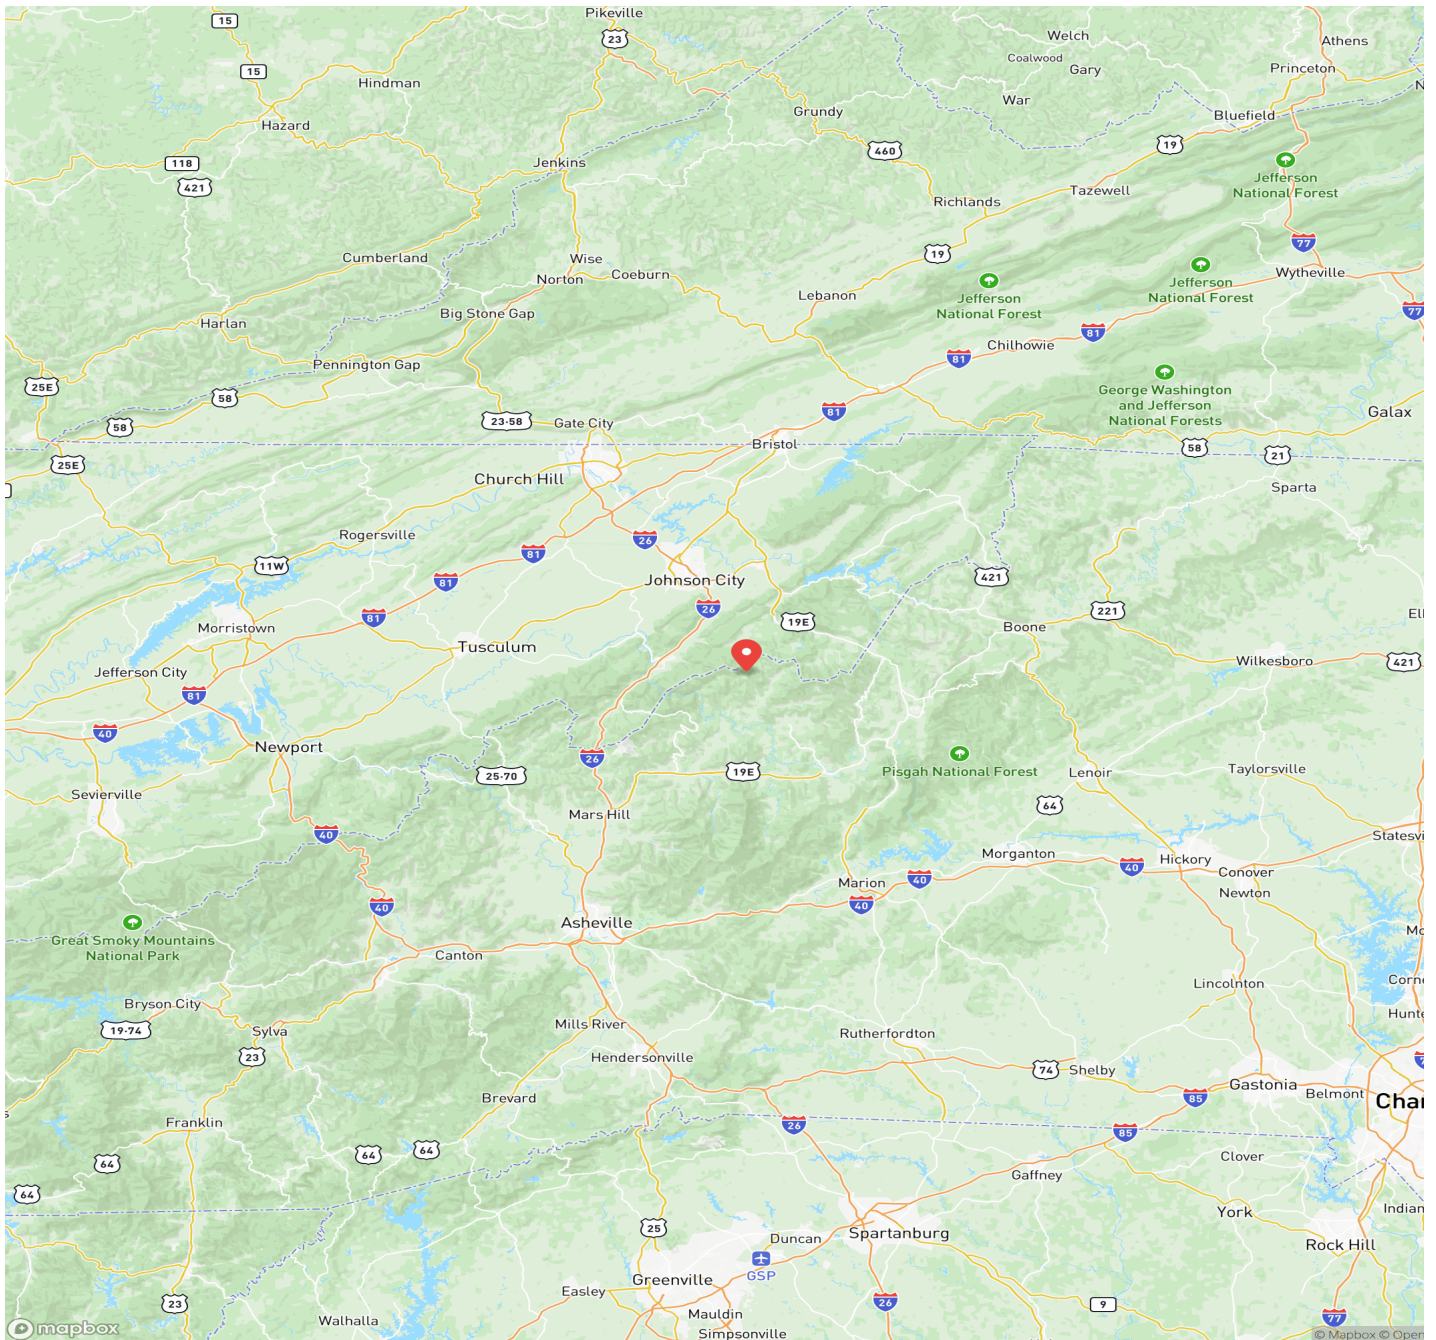 Pikeville
15
23
Welch
Athens
Coalwood
15
Gary
Princeton
Hindman
War
Grundy
Bluefield
Hazard
19
460
Jenkins
118
421
Jefferson
National Forest
Tazewell
Richlands
77
19
Cumberland
Wise
Norton
Coeburn
Wytheville
Jefferson
National Forest
Lebanon
Jefferson
National Forest
77
Big Stone Gap
Harlan
81
Chilhowie
81
Pennington Gap
25E
George Washington
and Jefferson
National Forests
58
81
Galax
58
23-58
Gate City
Bristol
58
21
25E
Church Hill
Sparta
Rogersville
26
81
11W
Johnson City
81
421
26
221
81
19E
Morristown
Boone
Tusculum
Wilkesboro
421
Jefferson City
81
40
Newport
26
Pisgah National Forest
Taylorsville
25-70
19E
Lenoir
Sevierville
64
Mars Hill
40
Morganton
Hickory
40
Conover
Marion
40
Newton
40
40
Asheville
Great Smoky Mountains
National Park
Canton
Lincolnton
Bryson City
19-74
Sylva
Mills River
Rutherfordton
23
Hendersonville
74
Shelby
Gastonia
Belmont
Brevard
85
Char
Franklin
26
85
64
64
64
Clover
Gaffney
64
York
25
Duncan
Spartanburg
Rock Hill
GSP
Greenville
Easley
23
26
9
Walhalla
Mauldin
77
Simpsonville
mapbox
© Mapbox © Open